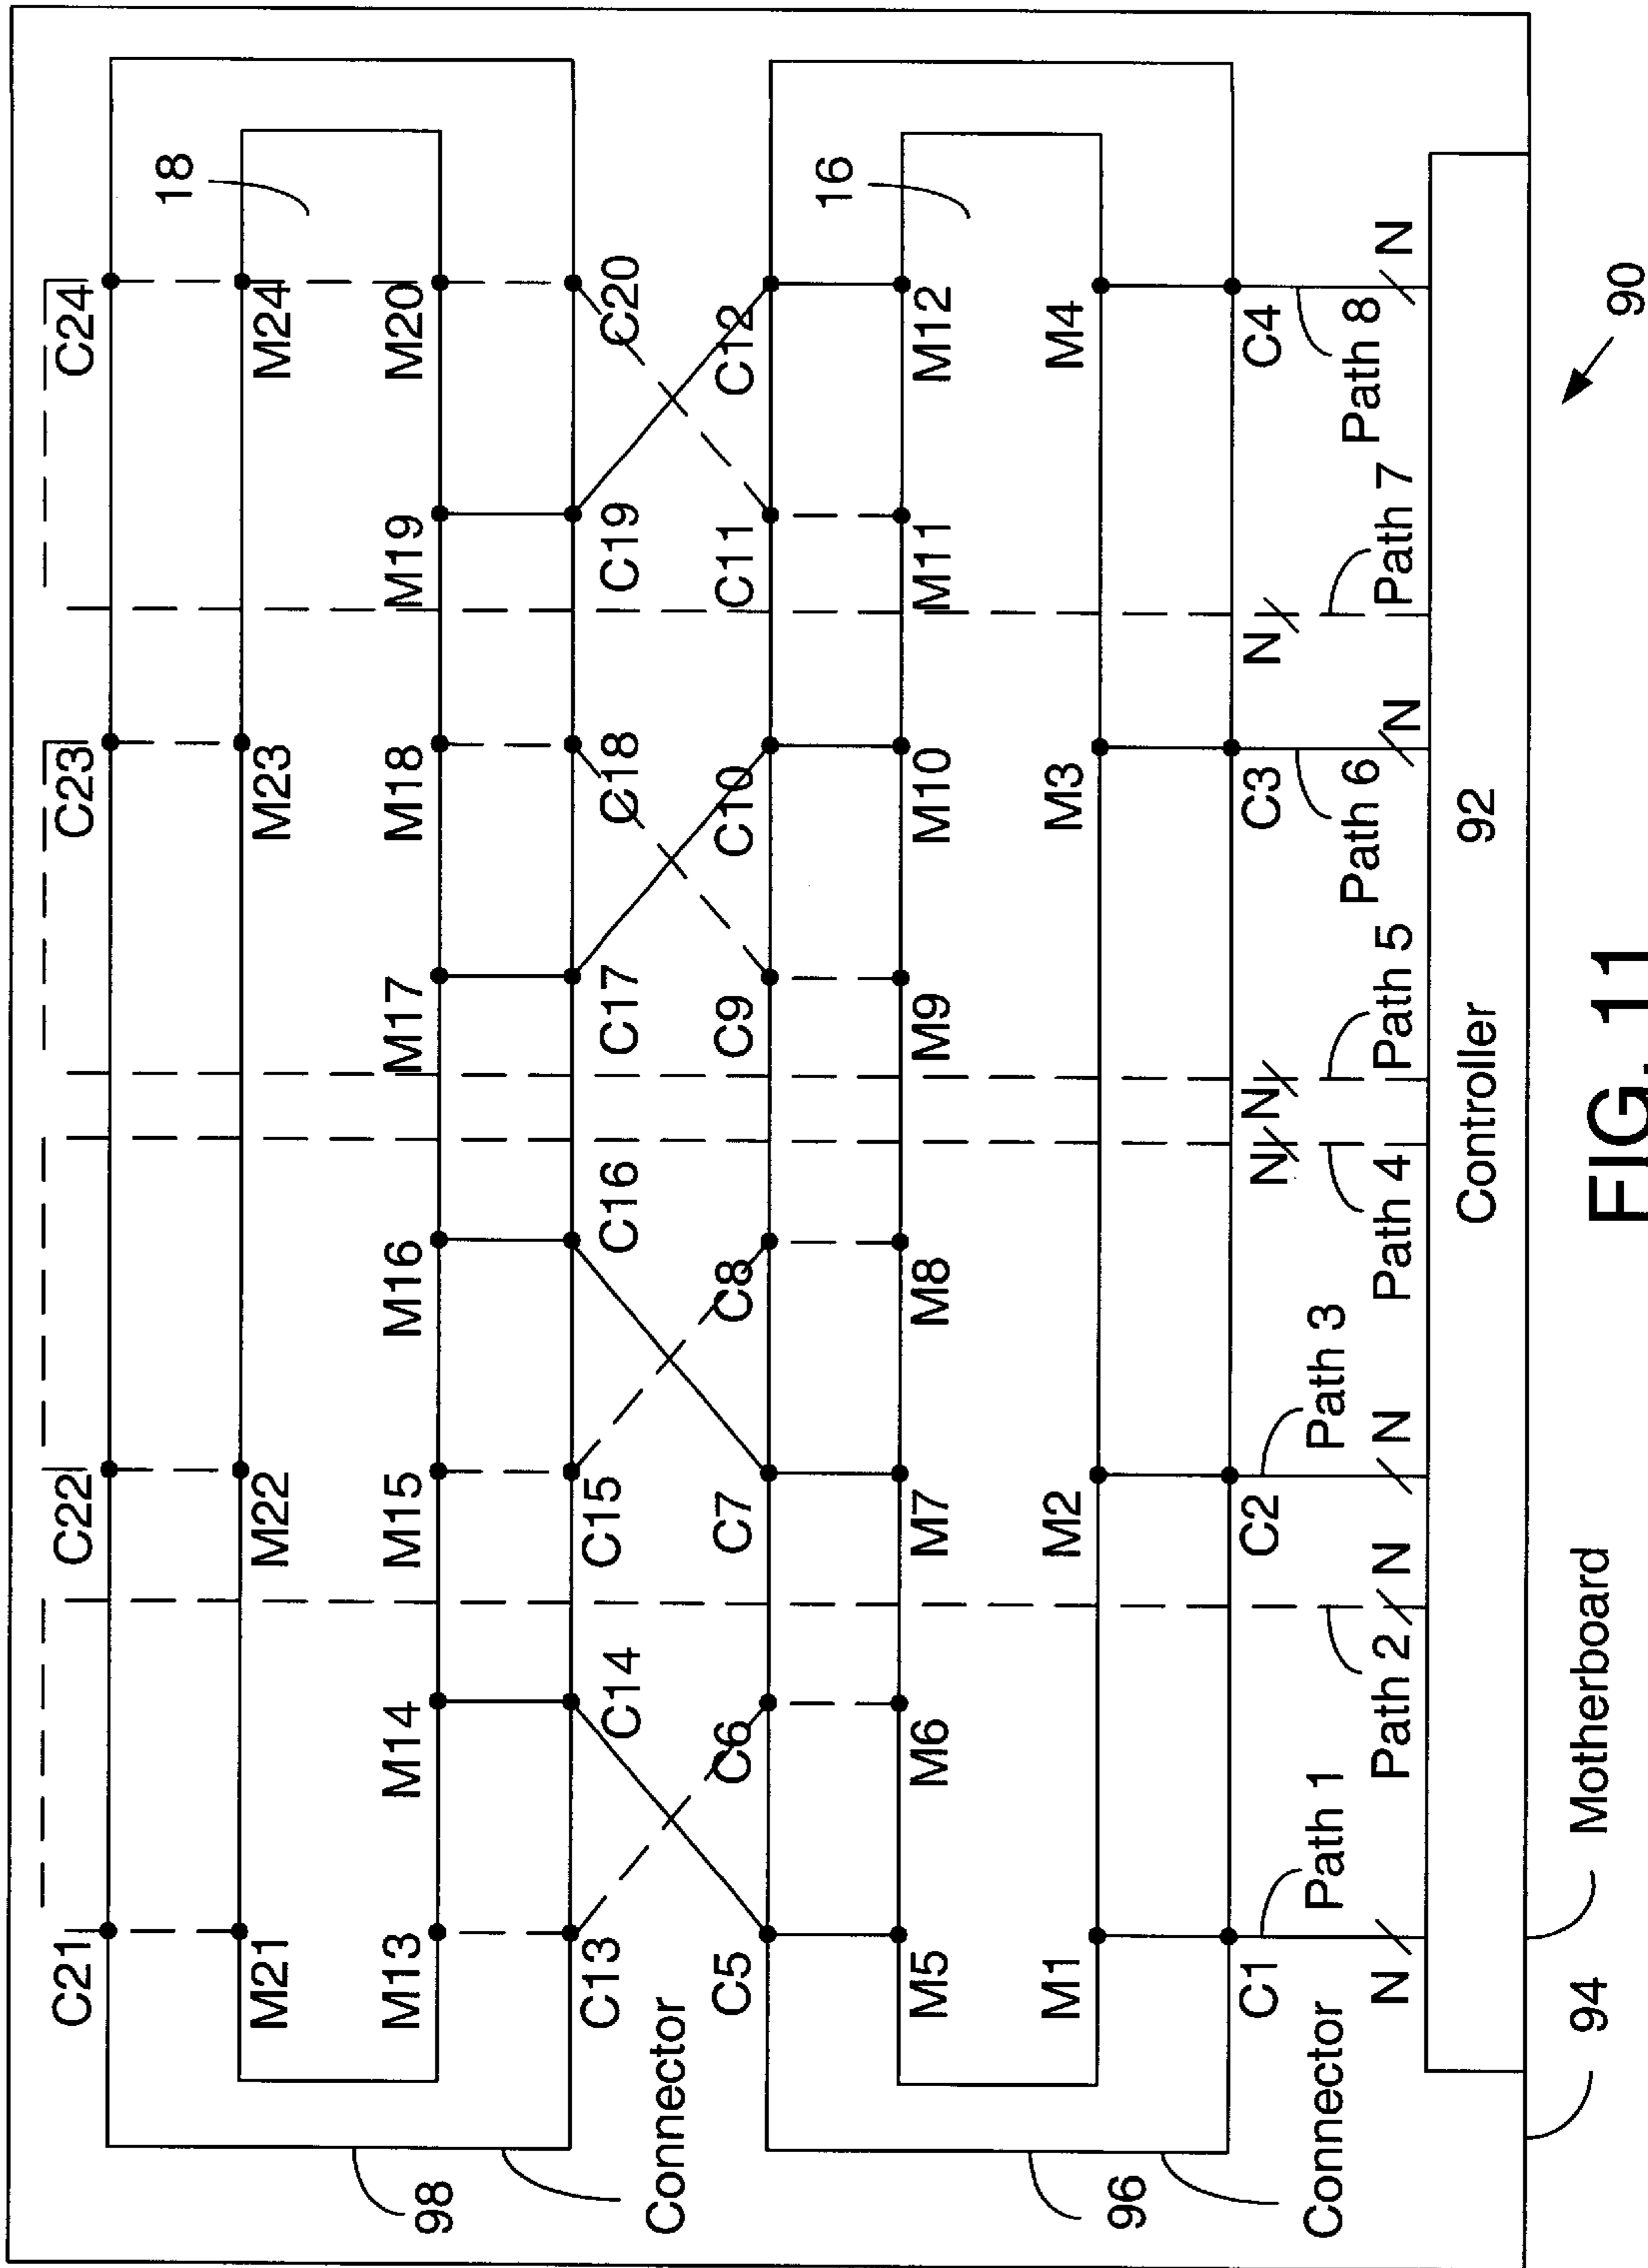 C21 C22 C23 C24
18
M21 M22 M23 M24
M13 M14 M15 M16 M17 M18 M19 M20
98
C13 C14 C15 C16 C17 C18 C19 C20
Connector
C5 C6 C7 C8 C9 C10 C11 C12
16
M5 M6 M7 M8 M9 M10 M11 M12
M1 M2 M3 M4
96
C1 C2 N N C3 N C4
Connector Path 1 Path 3
Path 6 Path 8
N Path 2 N N Path 4 Path 5 N Path 7 N
Controller 92
94 Motherboard
90
FIG. 11